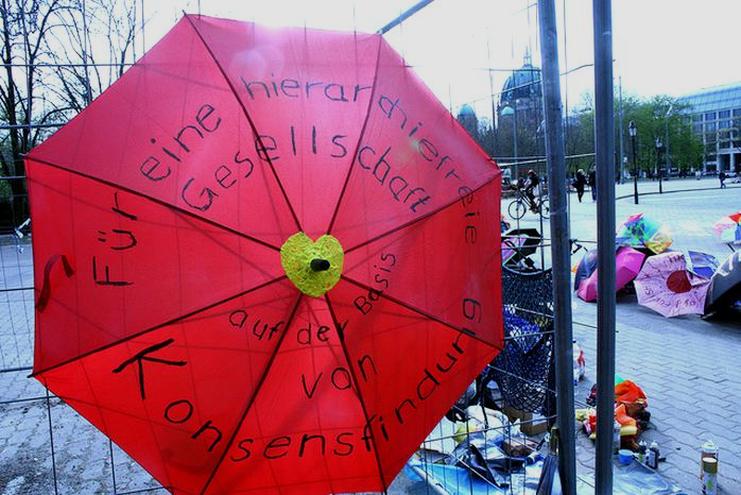 Für eine hierarchiefreie
Gesellschaft
auf der Basis
von
Konsensfindung